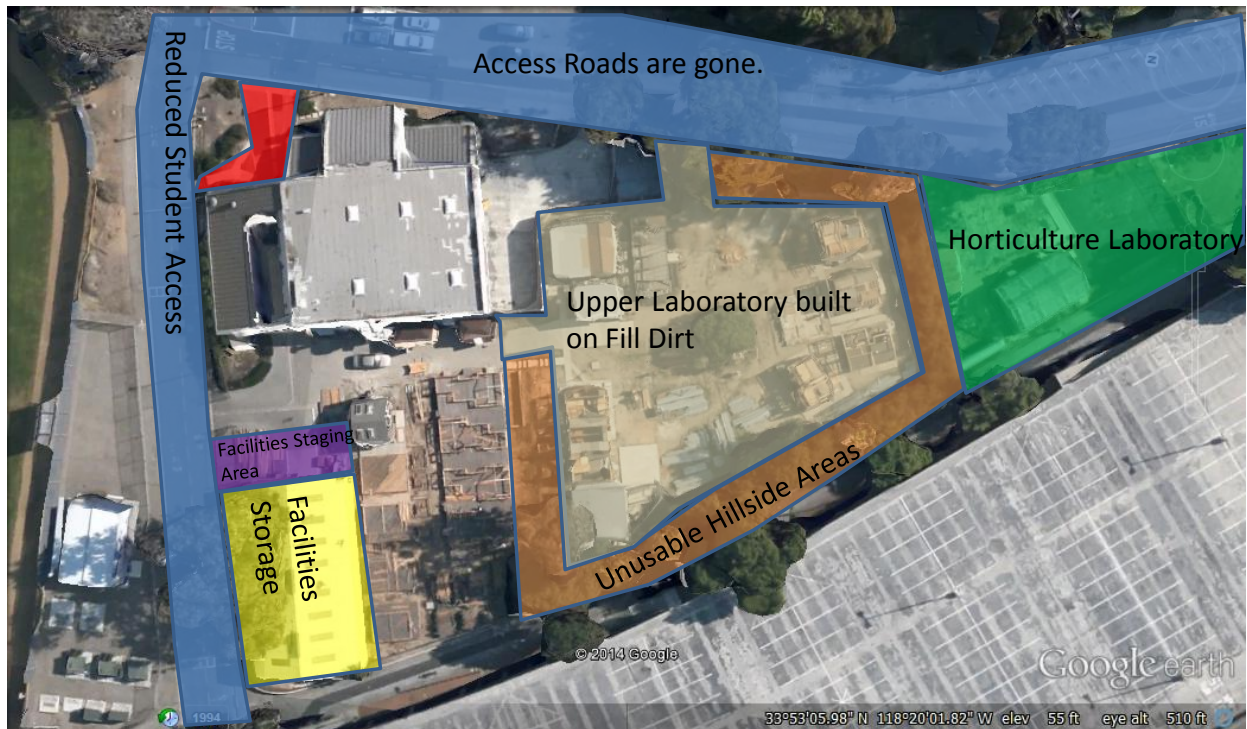 STOP
Access Roads are gone.
Reduced Student Access
Horticulture Laboratory
Upper Laboratory built
on Fill Dirt
Facilities Staging
Area
Facilities
Storage
Unusable Hillside Areas
© 2014 Google
Google earth
1994
33°53'05.98" N 118°20'01.82" W elev 55 ft eye alt 510 ft
N